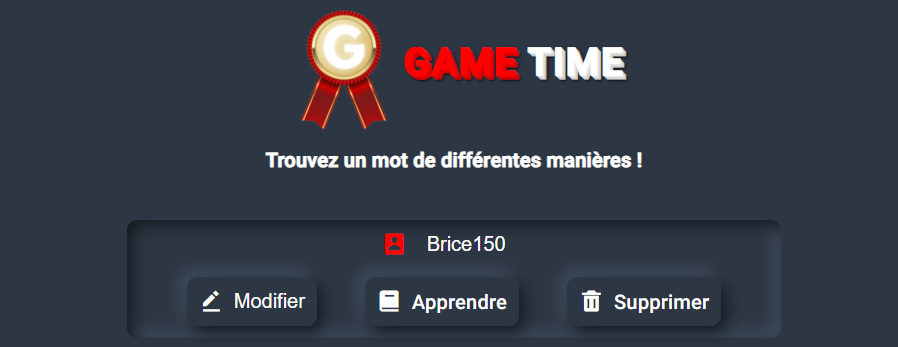 G
GAME TIME
Trouvez un mot de différentes manières !
Brice150
Modifier
Apprendre
Supprimer